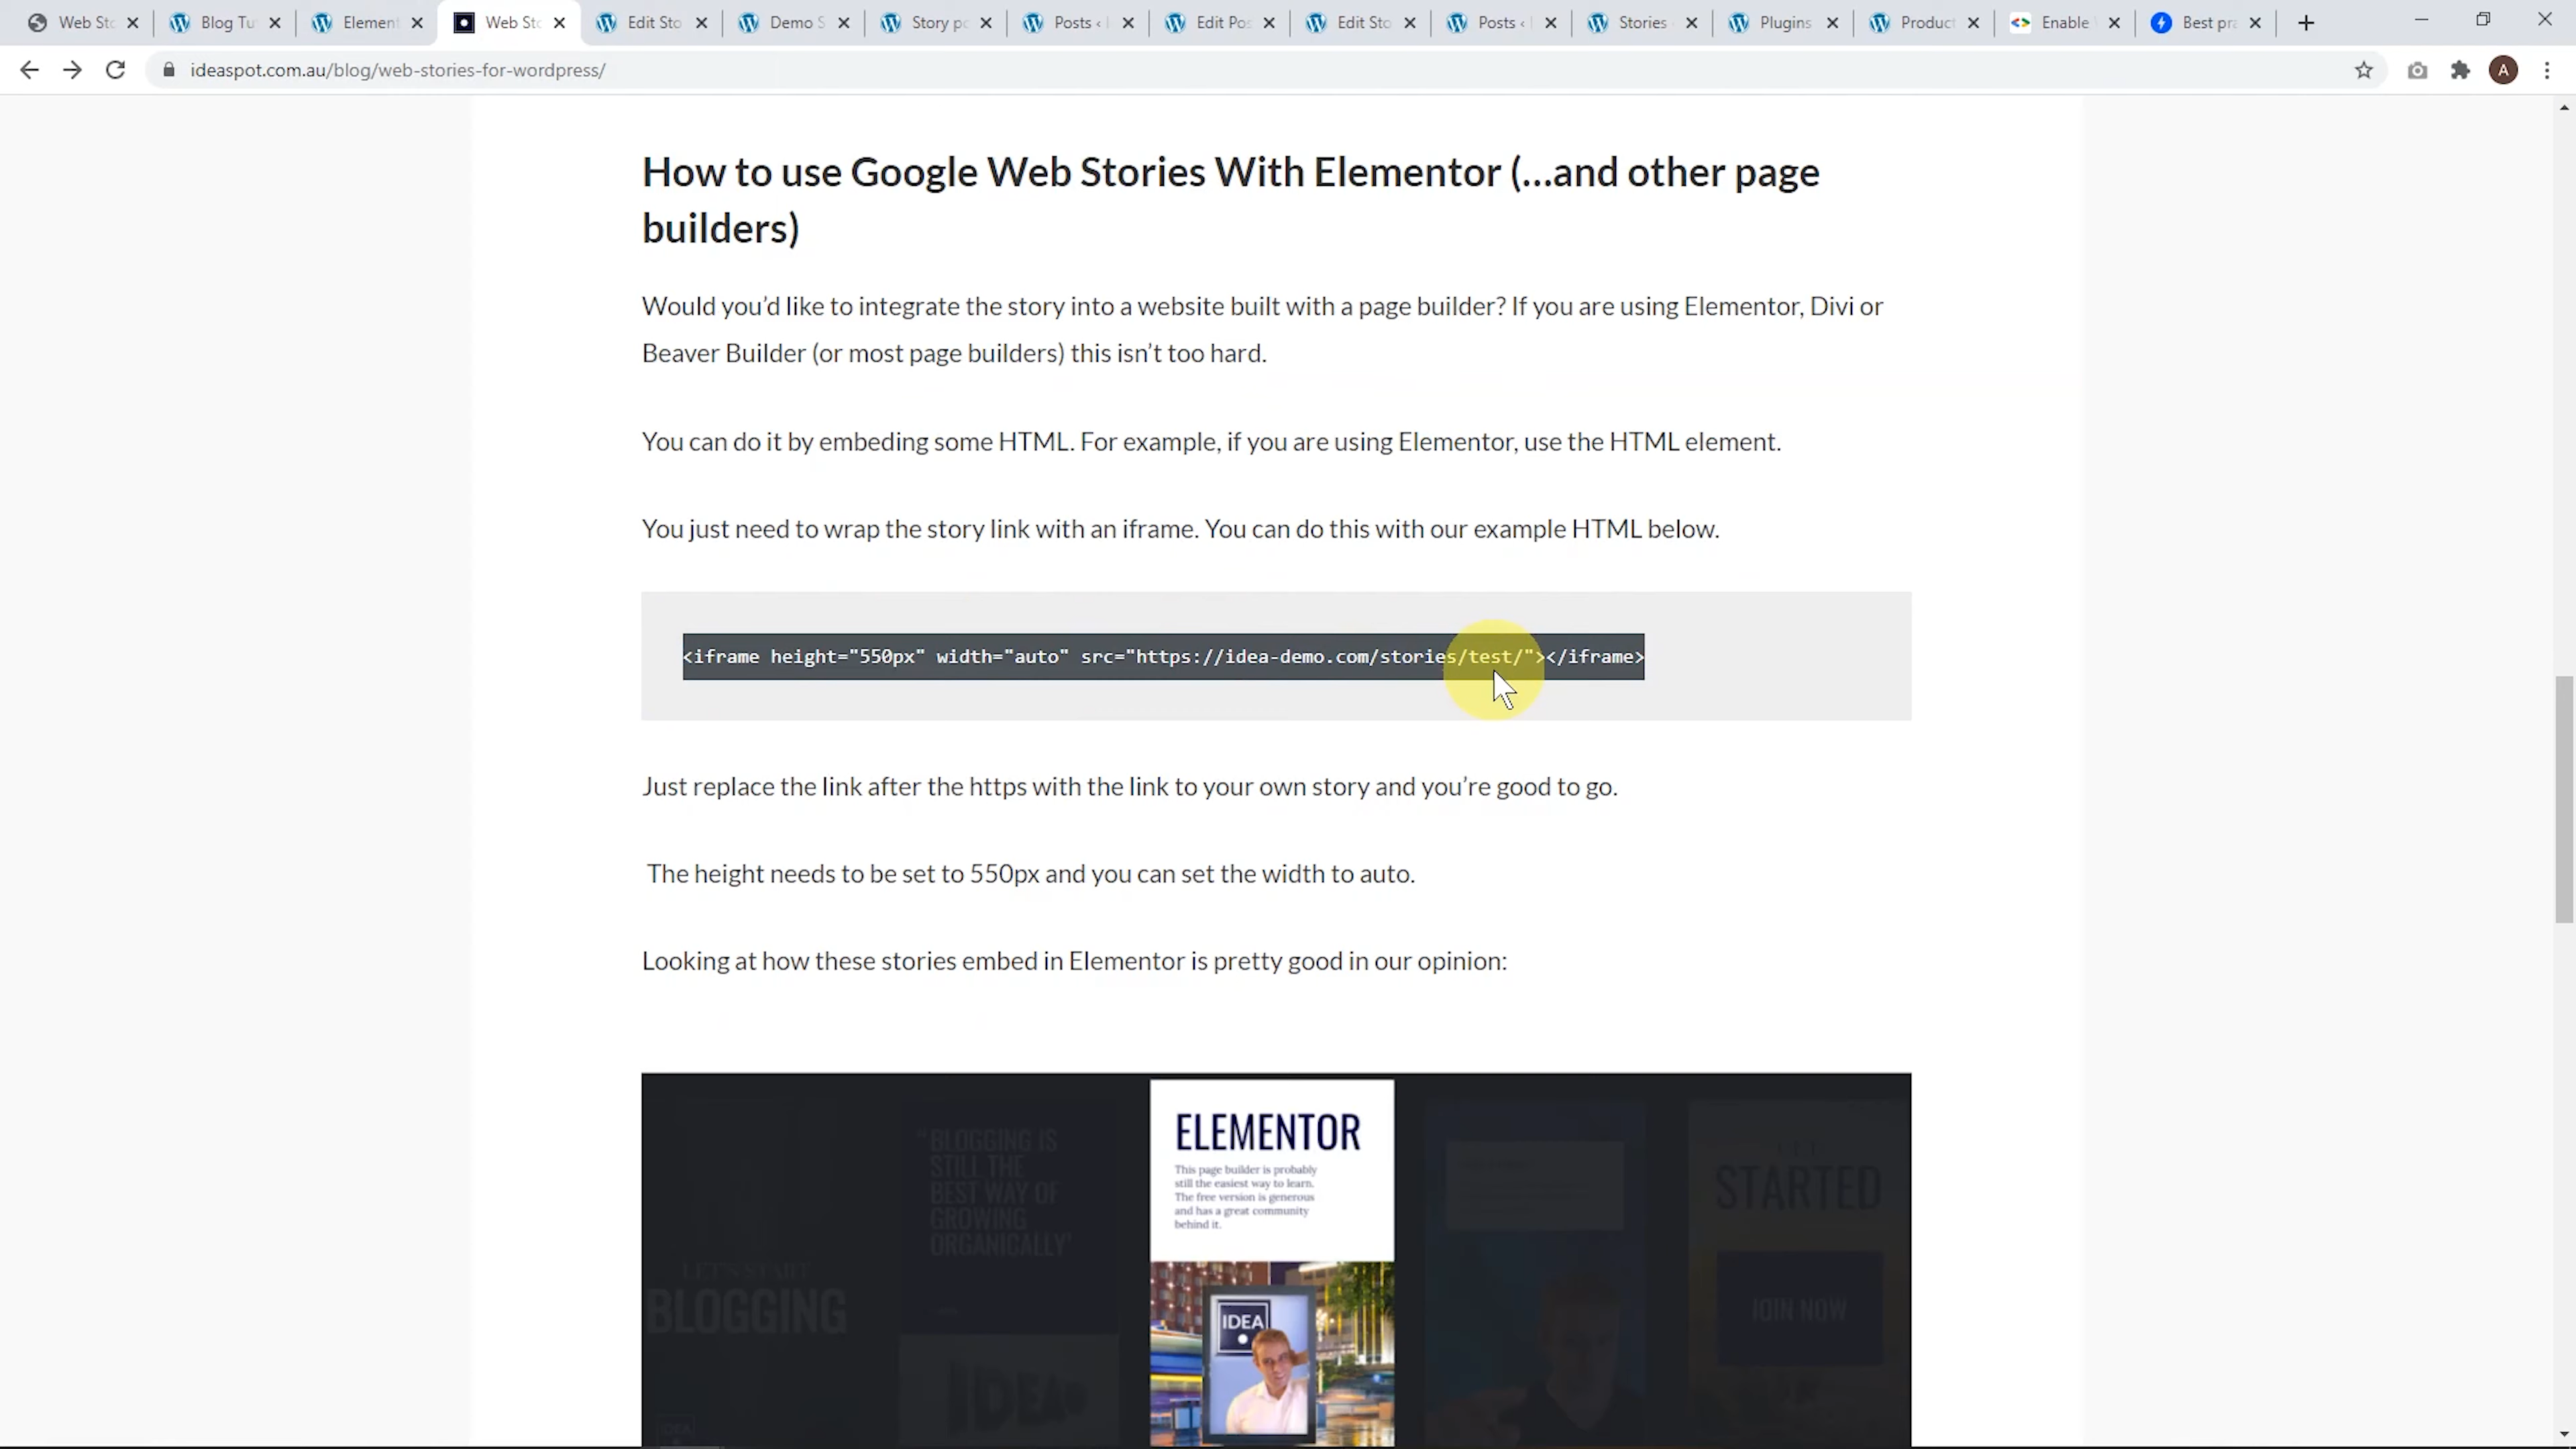 Web Sto
Blog Tu
Element
Web Sto
Edit Sto
Demo S
Story po
Posts ‹
Edit Pos
Edit Sto
Posts ‹
Stories
Plugins
Product
Enable
Best pra
ideaspot.com.au/blog/web-stories-for-wordpress/
A
How to use Google Web Stories With Elementor (…and other page
builders)
Would you’d like to integrate the story into a website built with a page builder? If you are using Elementor, Divi or
Beaver Builder (or most page builders) this isn’t too hard.
You can do it by embeding some HTML. For example, if you are using Elementor, use the HTML element.
You just need to wrap the story link with an iframe. You can do this with our example HTML below.
<iframe height="550px" width="auto" src="https://idea-demo.com/stories/test/"></iframe>
Just replace the link after the https with the link to your own story and you’re good to go.
The height needs to be set to 550px and you can set the width to auto.
Looking at how these stories embed in Elementor is pretty good in our opinion:
LET'S START
BLOGGING
"BLOGGING IS
STILL THE
BEST WAY OF
GROWING
ORGANICALLY"
IDEA
ELEMENTOR
This page builder is probably
still the easiest way to learn.
The free version is generous
and has a great community
behind it.
IDEA
STARTED
JOIN NOW